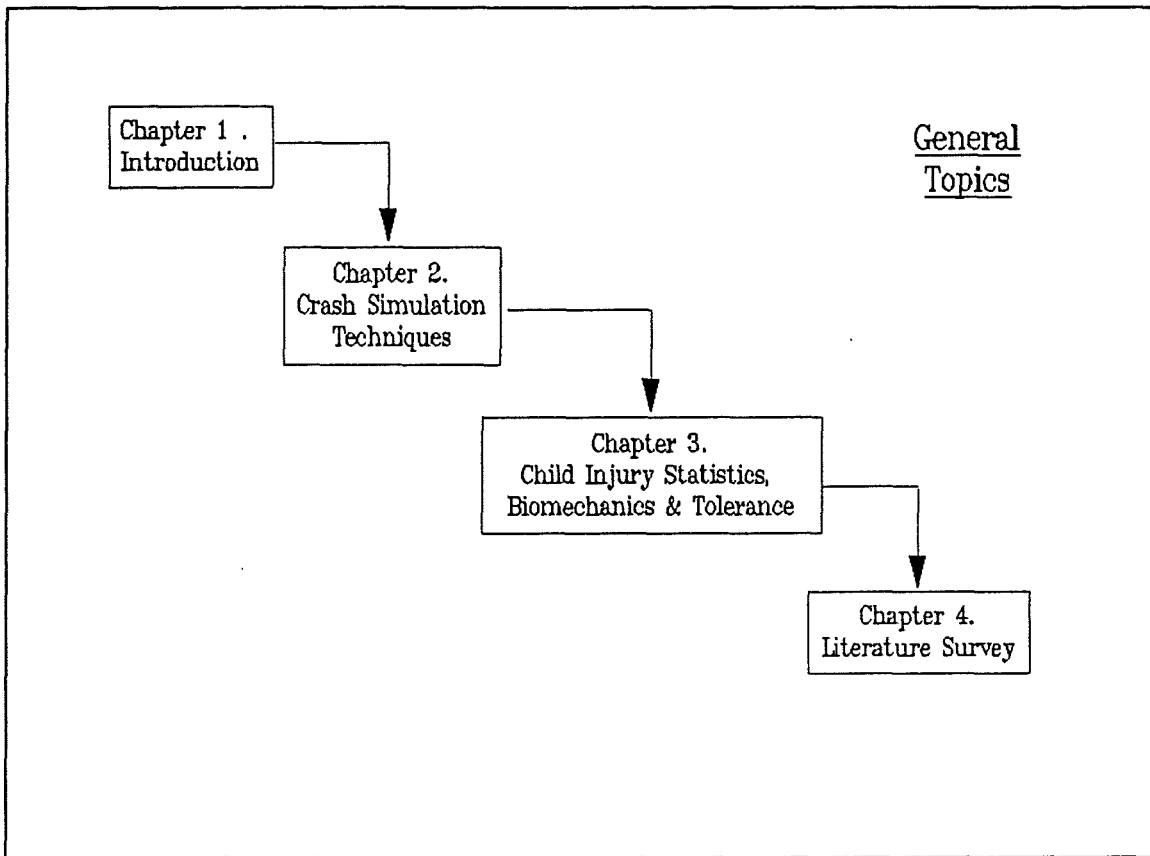 Chapter 1 .
Introduction
General
Topics
Chapter 2.
Crash Simulation
Techniques
Chapter 3.
Child Injury Statistics,
Biomechanics & Tolerance
Chapter 4.
Literature Survey